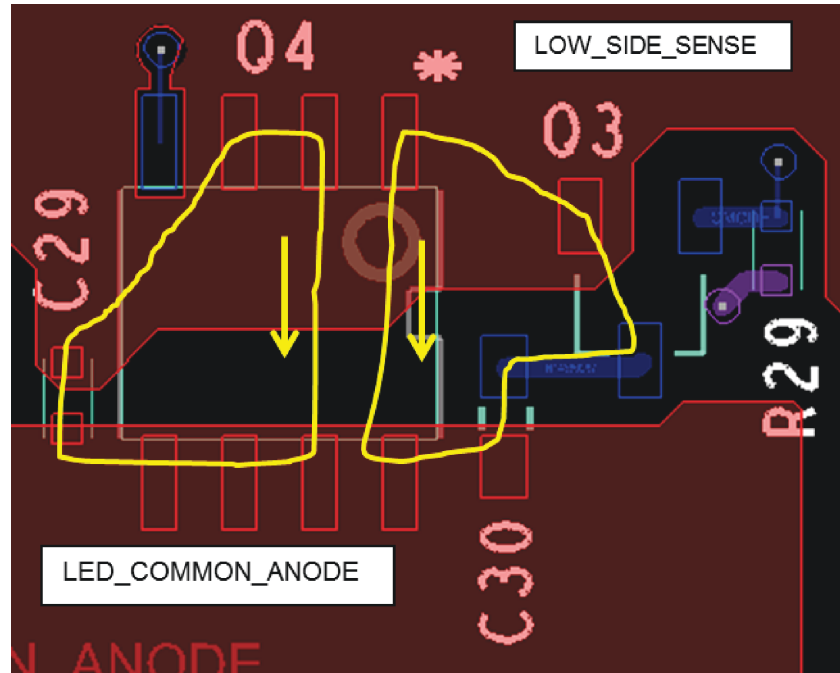 Q4
*
LOW_SIDE_SENSE
Q3
C29
R29
LED_COMMON_ANODE
C30
N_ANODE